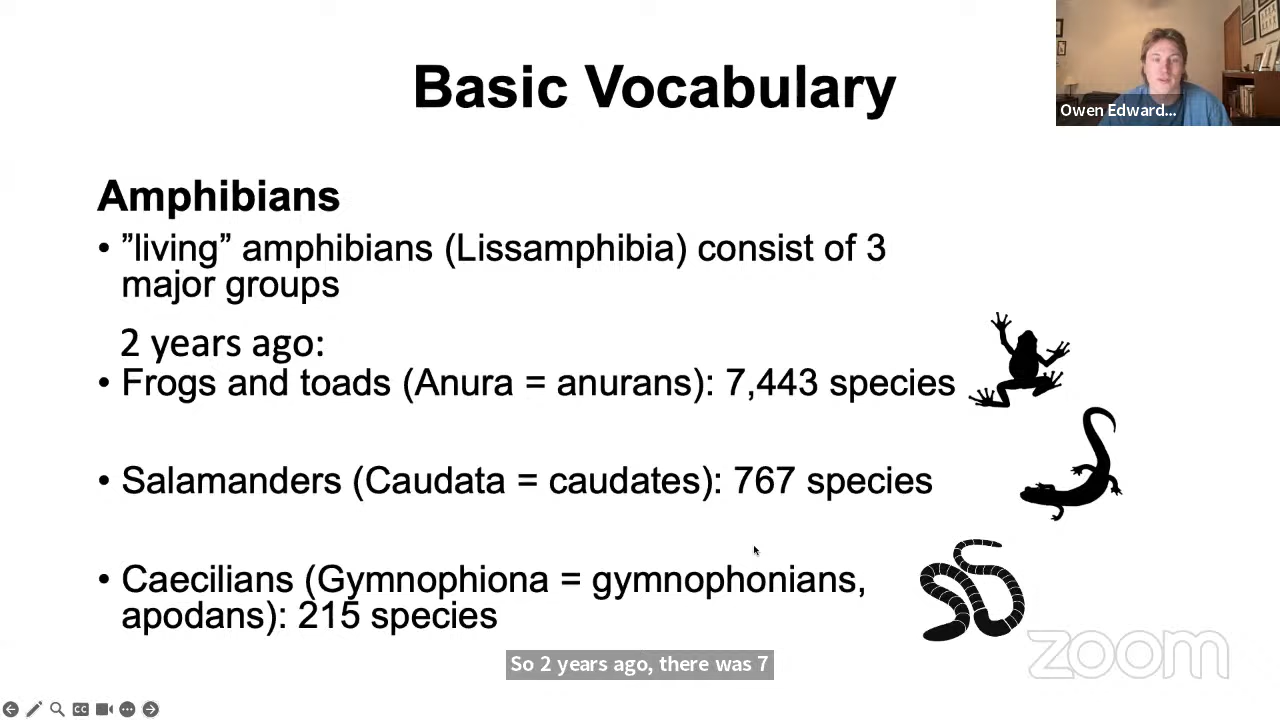 Basic Vocabulary
Owen Edward...
Amphibians
• ”living” amphibians (Lissamphibia) consist of 3
major groups
2 years ago:
• Frogs and toads (Anura = anurans): 7,443 species
• Salamanders (Caudata = caudates): 767 species
• Caecilians (Gymnophiona = gymnophonians,
apodans): 215 species
So 2 years ago, there was 7
zoom
CC